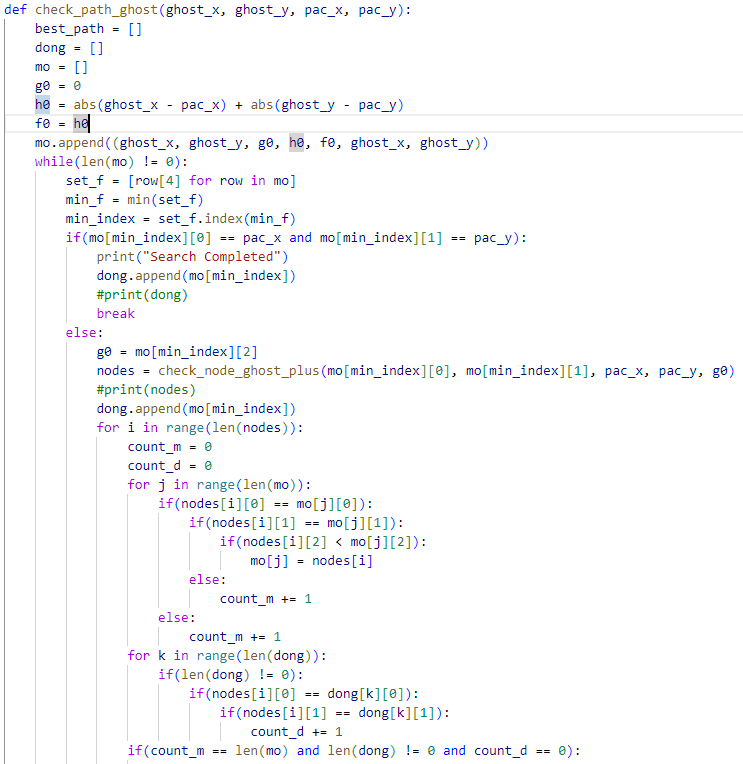 def check_path_ghost(ghost_x, ghost_y, pac_x, pac_y):
    best_path = []
    dong = []
    mo = []
    g0 = 0
    h0 = abs(ghost_x - pac_x) + abs(ghost_y - pac_y)
    f0 = h0
    mo.append((ghost_x, ghost_y, g0, h0, f0, ghost_x, ghost_y))
    while(len(mo) != 0):
        set_f = [row[4] for row in mo]
        min_f = min(set_f)
        min_index = set_f.index(min_f)
        if(mo[min_index][0] == pac_x and mo[min_index][1] == pac_y):
            print("Search Completed")
            dong.append(mo[min_index])
            #print(dong)
            break
        else:
            g0 = mo[min_index][2]
            nodes = check_node_ghost_plus(mo[min_index][0], mo[min_index][1], pac_x, pac_y, g0)
            #print(nodes)
            dong.append(mo[min_index])
            for i in range(len(nodes)):
                count_m = 0
                count_d = 0
                for j in range(len(mo)):
                    if(nodes[i][0] == mo[j][0]):
                        if(nodes[i][1] == mo[j][1]):
                            if(nodes[i][2] < mo[j][2]):
                                mo[j] = nodes[i]
                        else:
                            count_m += 1
                    else:
                        count_m += 1
                for k in range(len(dong)):
                    if(len(dong) != 0):
                        if(nodes[i][0] == dong[k][0]):
                            if(nodes[i][1] == dong[k][1]):
                                count_d += 1
                if(count_m == len(mo) and len(dong) != 0 and count_d == 0):